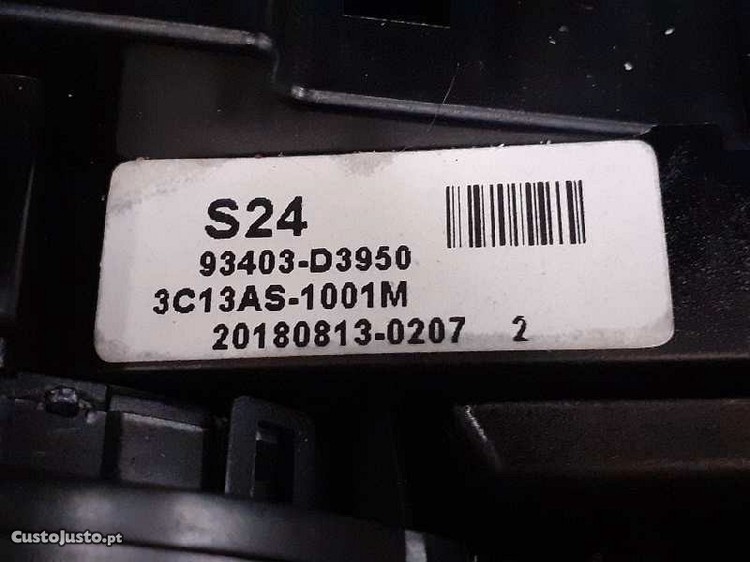 S24
93403-D3950
3C13AS-1001M
20180813-0207 2
CustoJusto.pt